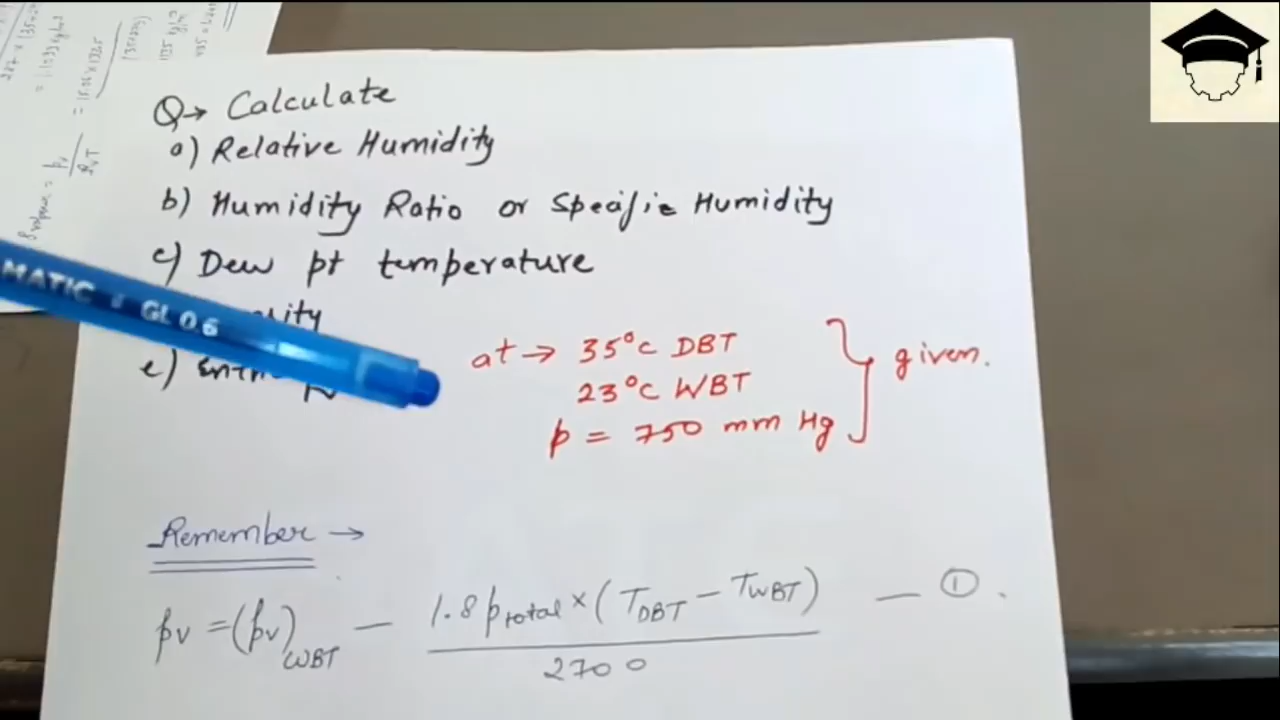 Q→ Calculate
a) Relative Humidity
b) Humidity Ratio or Specific Humidity
c) Dew pt temperature
e)
at → 35°C DBT
23°C WBT
p = 750 mm Hg
given.
MATIC GL 0.6
Remember →
pv = (pv)WBT — 1.8 ptotal × (TDBT – TWBT) / 2700 — ①.